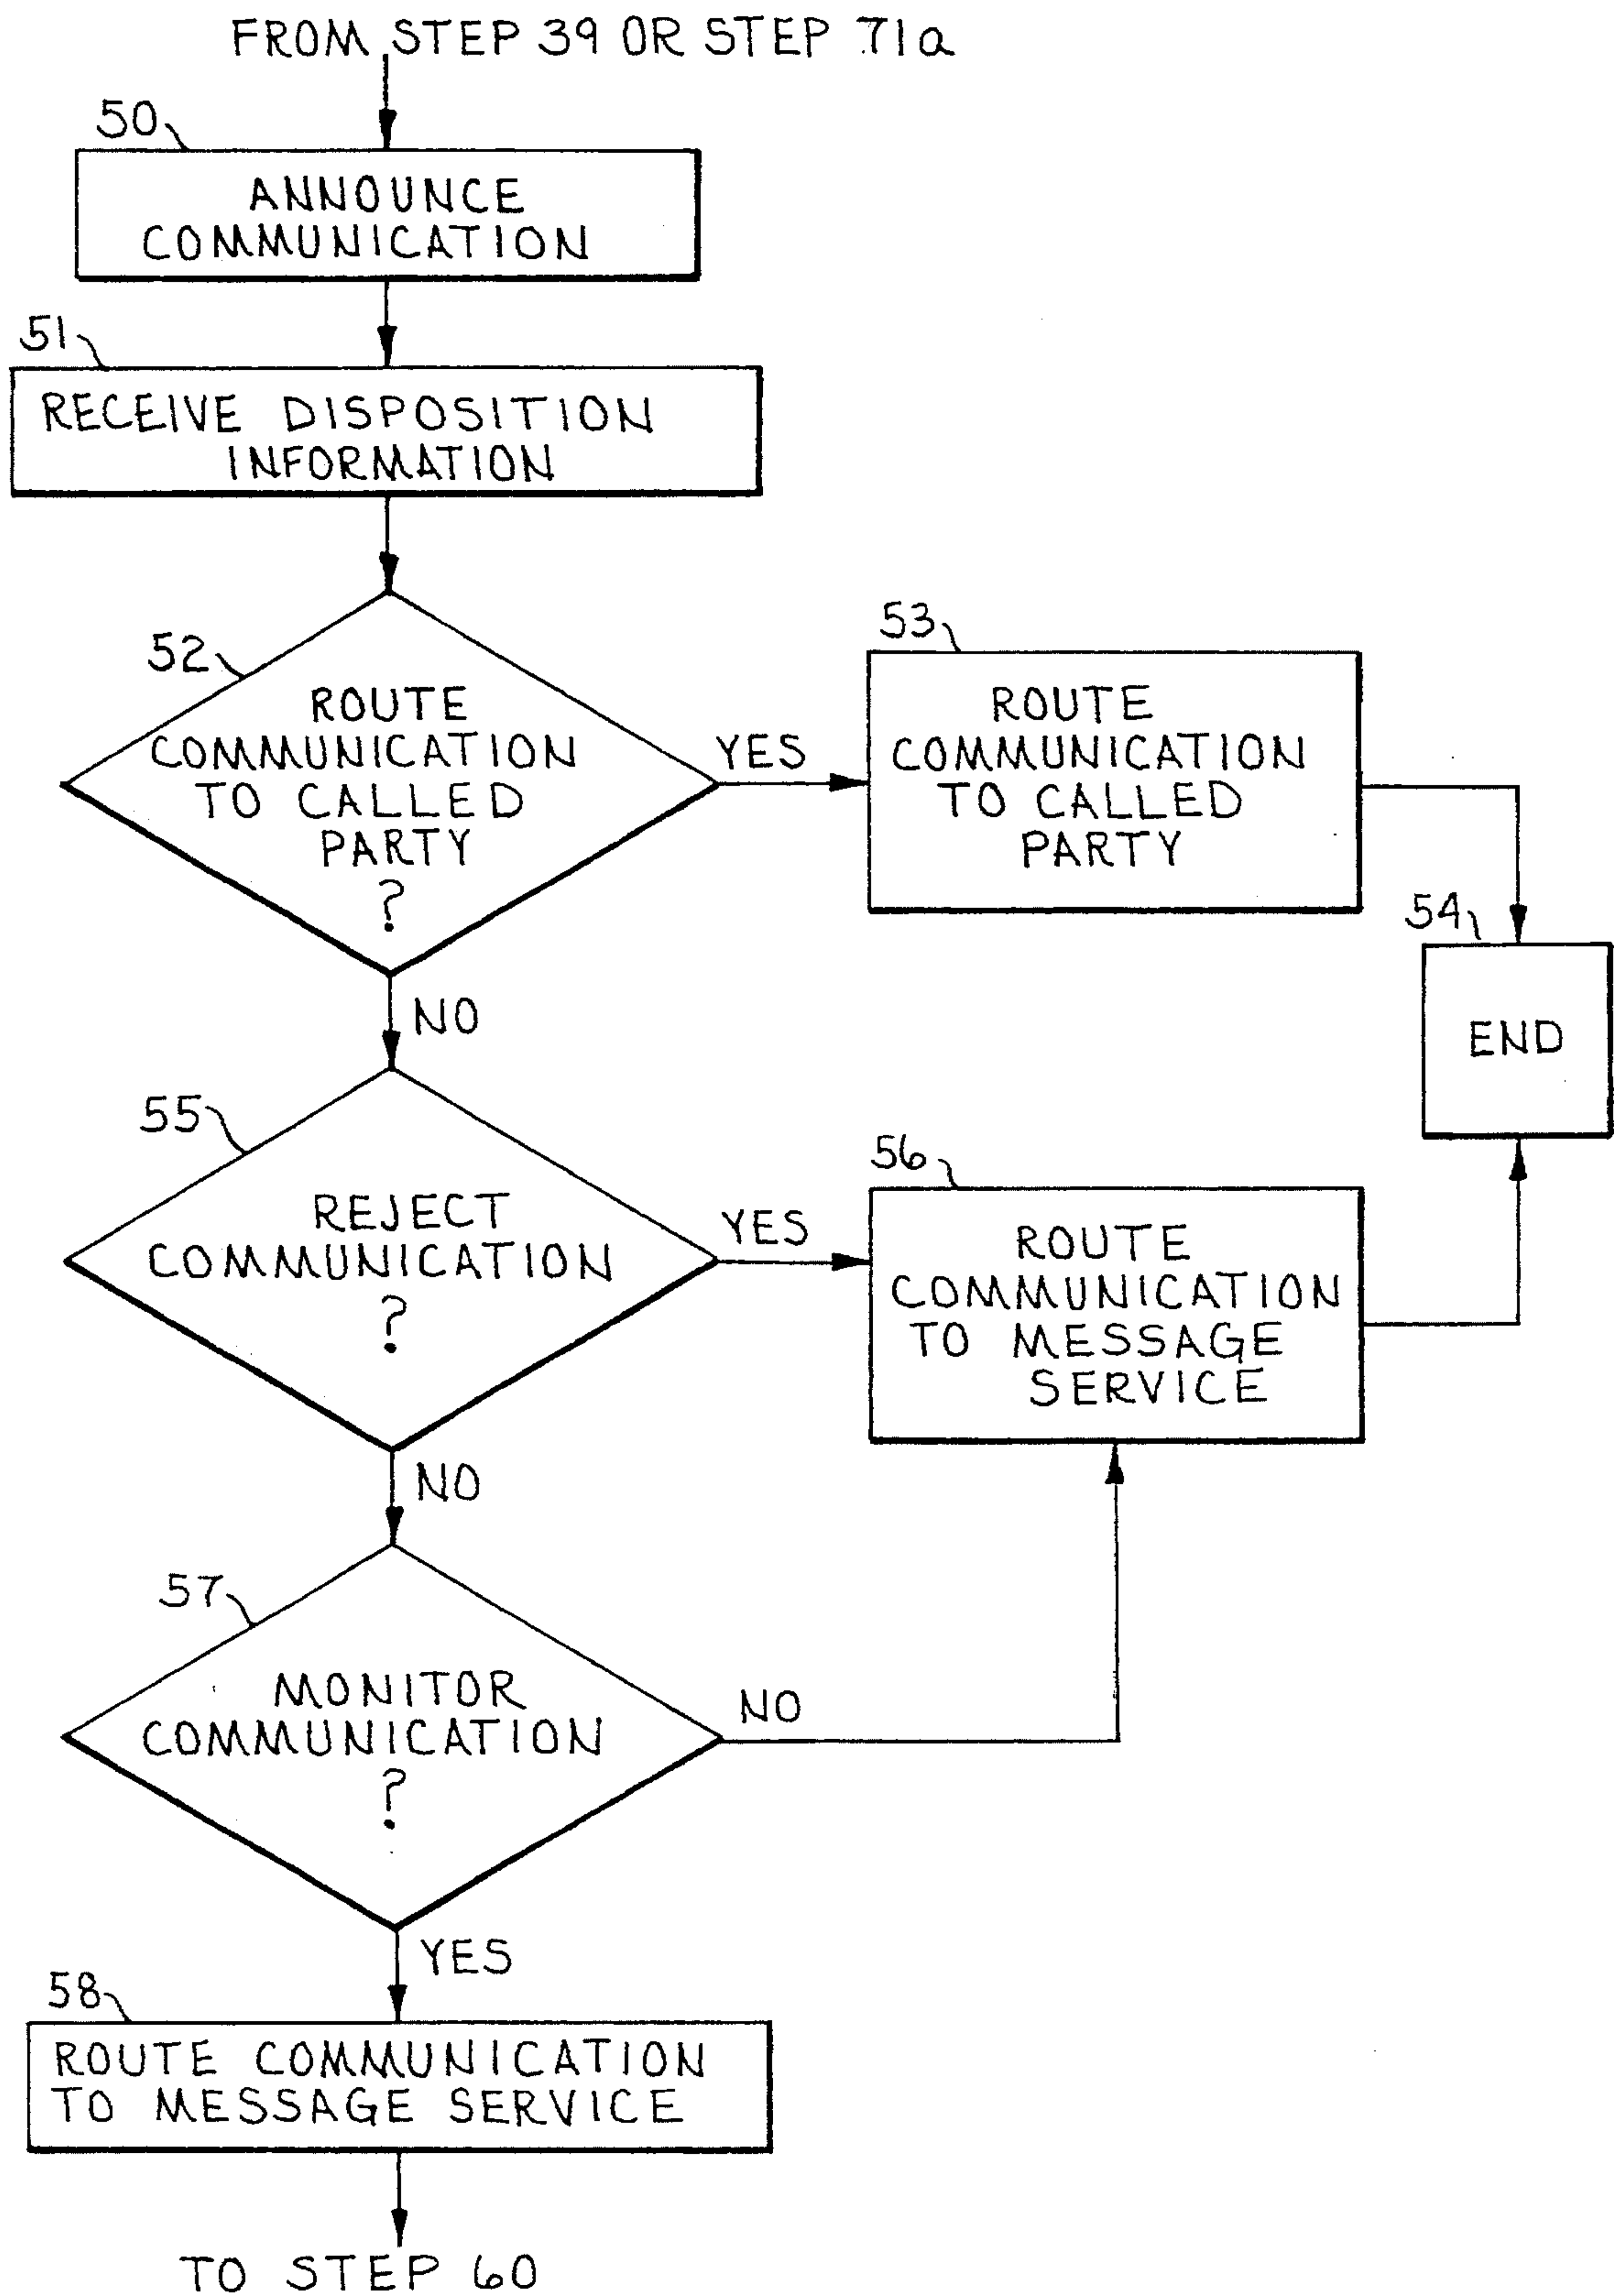 FROM STEP 39 OR STEP 71a
50
ANNOUNCE
COMMUNICATION
51
RECEIVE DISPOSITION
INFORMATION
52
ROUTE
COMMUNICATION
TO CALLED
PARTY
?
YES
53
ROUTE
COMMUNICATION
TO CALLED
PARTY
54
END
NO
55
REJECT
COMMUNICATION
?
YES
56
ROUTE
COMMUNICATION
TO MESSAGE
SERVICE
NO
57
MONITOR
COMMUNICATION
?
NO
YES
58
ROUTE COMMUNICATION
TO MESSAGE SERVICE
TO STEP 60